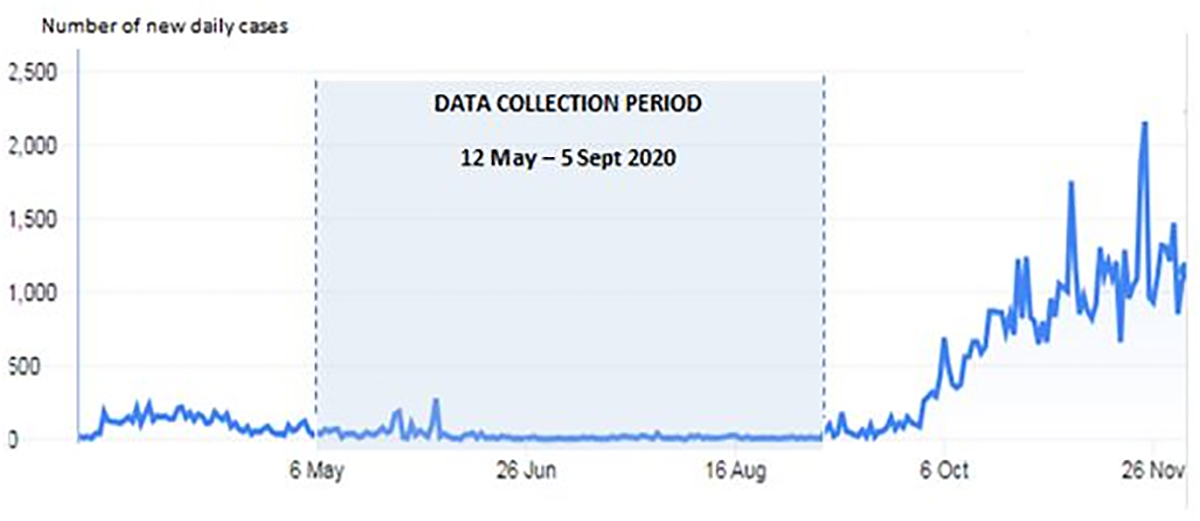 Number of new daily cases
2,500
DATA COLLECTION PERIOD
2,000
12 May – 5 Sept 2020
1,500
1,000
500
0
6 May 26 Jun 16 Aug 6 Oct 26 Nov